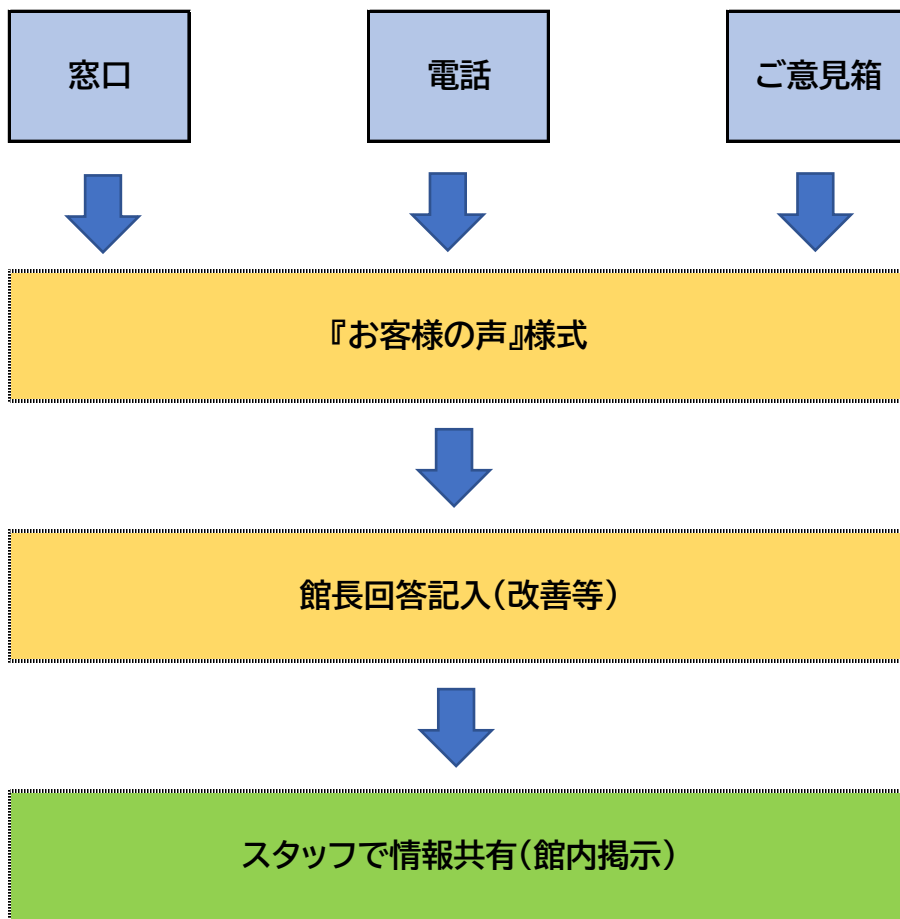 窓口
電話
ご意見箱
『お客様の声』様式
館長回答記入(改善等)
スタッフで情報共有(館内掲示)